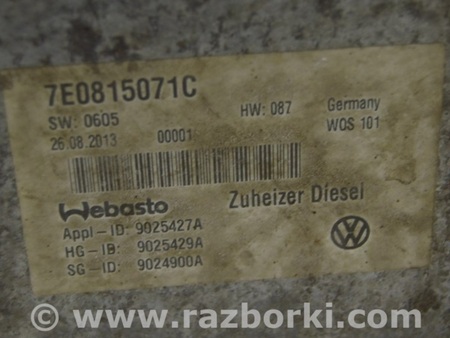 7E0815071C
SW: 0605 HW: 087 Germany
26.08.2013 00001 WOS 101
Webasto Zuheizer Diesel
Appl-ID: 9025427A
HG-ID: 9025429A
SG-ID: 9024900A
© www.razborki.com